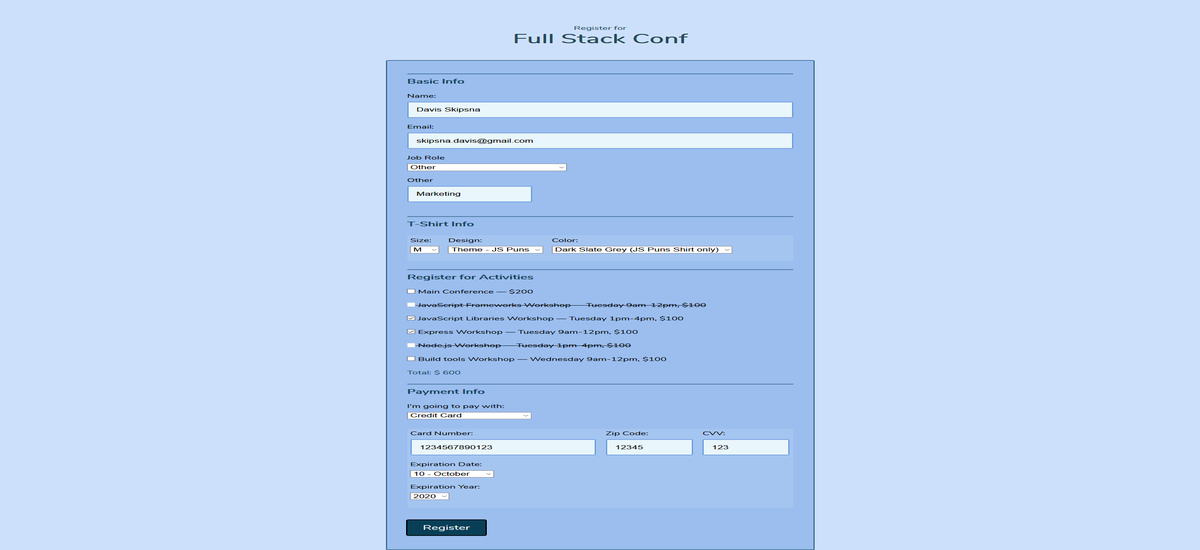 Register for
Full Stack Conf
Basic Info
Name:
Davis Skipsna
Email:
skipsna.davis@gmail.com
Job Role
Other
Other
Marketing
T-Shirt Info
Size: Design: Color:
M Theme - JS Puns Dark Slate Grey (JS Puns Shirt only)
Register for Activities
Main Conference — $200
JavaScript Frameworks Workshop — Tuesday 9am-12pm, $100
JavaScript Libraries Workshop — Tuesday 1pm-4pm, $100
Express Workshop — Tuesday 9am-12pm, $100
Node.js Workshop — Tuesday 1pm-4pm, $100
Build tools Workshop — Wednesday 9am-12pm, $100
Total: $ 600
Payment Info
I'm going to pay with:
Credit Card
Card Number: Zip Code: CVV:
1234567890123 12345 123
Expiration Date:
10 - October
Expiration Year:
2020
Register